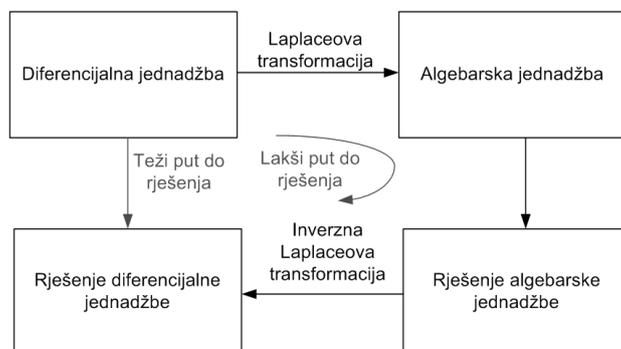 Diferencijalna jednadžba
Laplaceova
transformacija
Algebarska jednadžba
Teži put do
rješenja
Lakši put do
rješenja
Rješenje diferencijalne
jednadžbe
Inverzna
Laplaceova
transformacija
Rješenje algebarske
jednadžbe